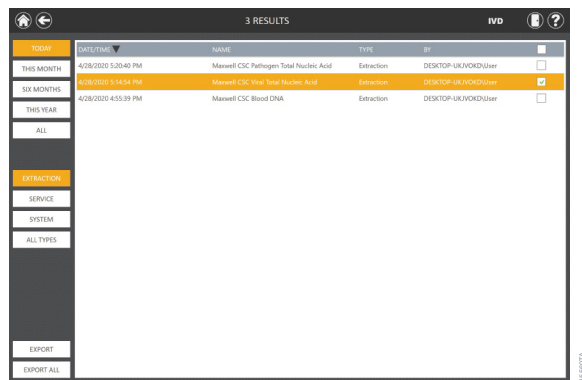 3 RESULTS IVD ?
TODAY
THIS MONTH
SIX MONTHS
THIS YEAR
ALL
EXTRACTION
SERVICE
SYSTEM
ALL TYPES
EXPORT
EXPORT ALL
DATE/TIME NAME TYPE BY
4/28/2020 5:20:40 PM Maxwell CSC Pathogen Total Nucleic Acid Extraction DESKTOP-UKJVOKD\User
4/28/2020 5:14:54 PM Maxwell CSC Viral Total Nucleic Acid Extraction DESKTOP-UKJVOKD\User
4/28/2020 4:55:39 PM Maxwell CSC Blood DNA Extraction DESKTOP-UKJVOKD\User